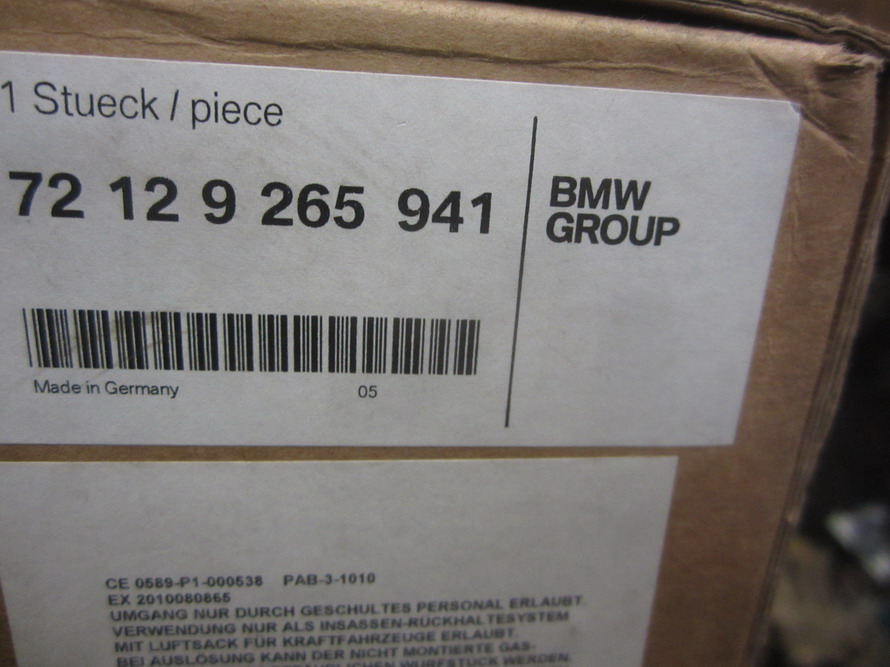 1 Stueck / piece
72 12 9 265 941
BMW
GROUP
Made in Germany 05
CE 0589-P1-000538 PAB-3-1010
EX 2010080865
UMGANG NUR DURCH GESCHULTES PERSONAL ERLAUBT.
VERWENDUNG NUR ALS INSASSEN-RÜCKHALTESYSTEM
MIT LUFTSACK FÜR KRAFTFAHRZEUGE ERLAUBT.
BEI AUSLÖSUNG KANN DER NICHT MONTIERTE GAS-
WURFSTÜCK WERDEN.